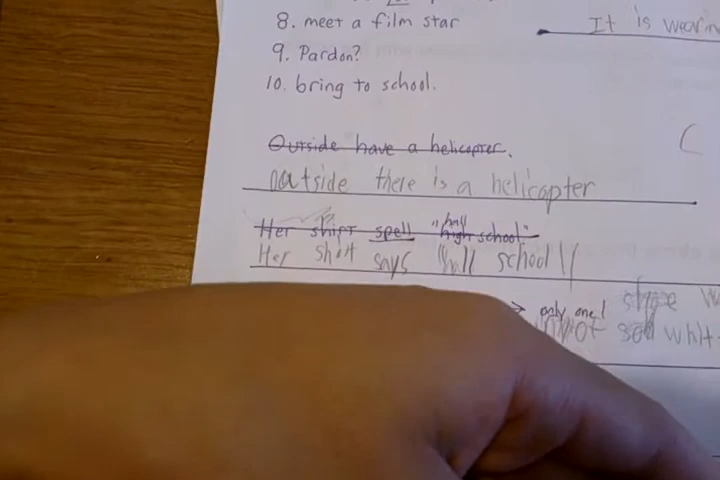 8. meet a film star
It is wearin
9. Pardon?
10. bring to school.
Outside have a helicopter.
outside there is a helicopter
Her shirt spell "hall high school"
Her shirt says "hall school"
→ only one!